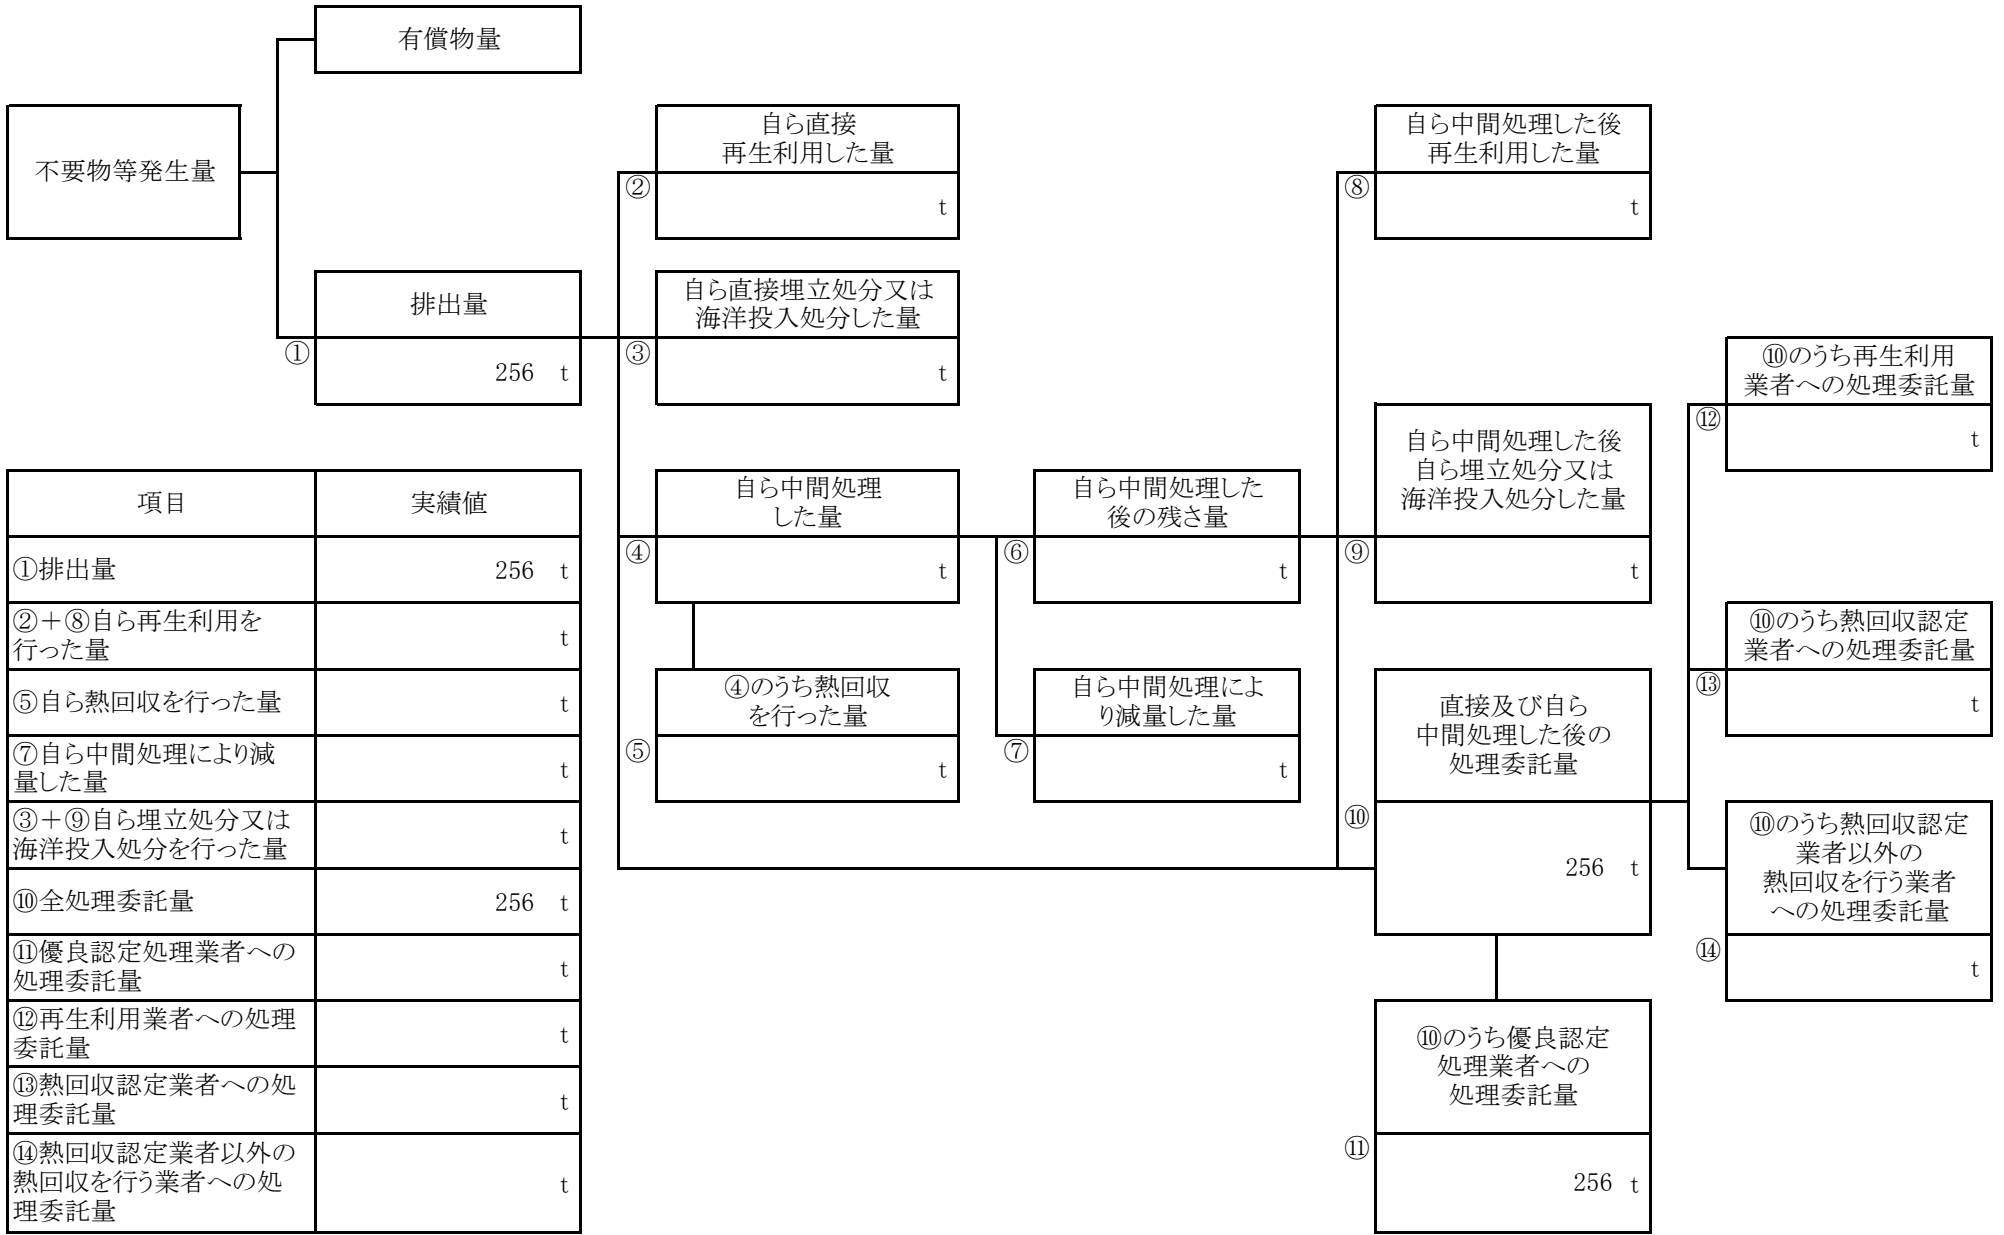 有償物量
不要物等発生量
排出量
①
256 t
自ら直接
再生利用した量
②
t
自ら直接埋立処分又は
海洋投入処分した量
③
t
自ら中間処理
した量
④
t
④のうち熱回収
を行った量
⑤
t
自ら中間処理した
後の残さ量
⑥
t
自ら中間処理によ
り減量した量
⑦
t
自ら中間処理した後
再生利用した量
⑧
t
自ら中間処理した後
自ら埋立処分又は
海洋投入処分した量
⑨
t
直接及び自ら
中間処理した後の
処理委託量
⑩
256 t
⑩のうち優良認定
処理業者への
処理委託量
⑪
256 t
⑩のうち再生利用
業者への処理委託量
⑫
t
⑩のうち熱回収認定
業者への処理委託量
⑬
t
⑩のうち熱回収認定
業者以外の
熱回収を行う業者
への処理委託量
⑭
t
項目 実績値
①排出量 256 t
②+⑧自ら再生利用を
行った量 t
⑤自ら熱回収を行った量 t
⑦自ら中間処理により減
量した量 t
③+⑨自ら埋立処分又は
海洋投入処分を行った量 t
⑩全処理委託量 256 t
⑪優良認定処理業者への
処理委託量 t
⑫再生利用業者への処理
委託量 t
⑬熱回収認定業者への処
理委託量 t
⑭熱回収認定業者以外の
熱回収を行う業者への処
理委託量 t